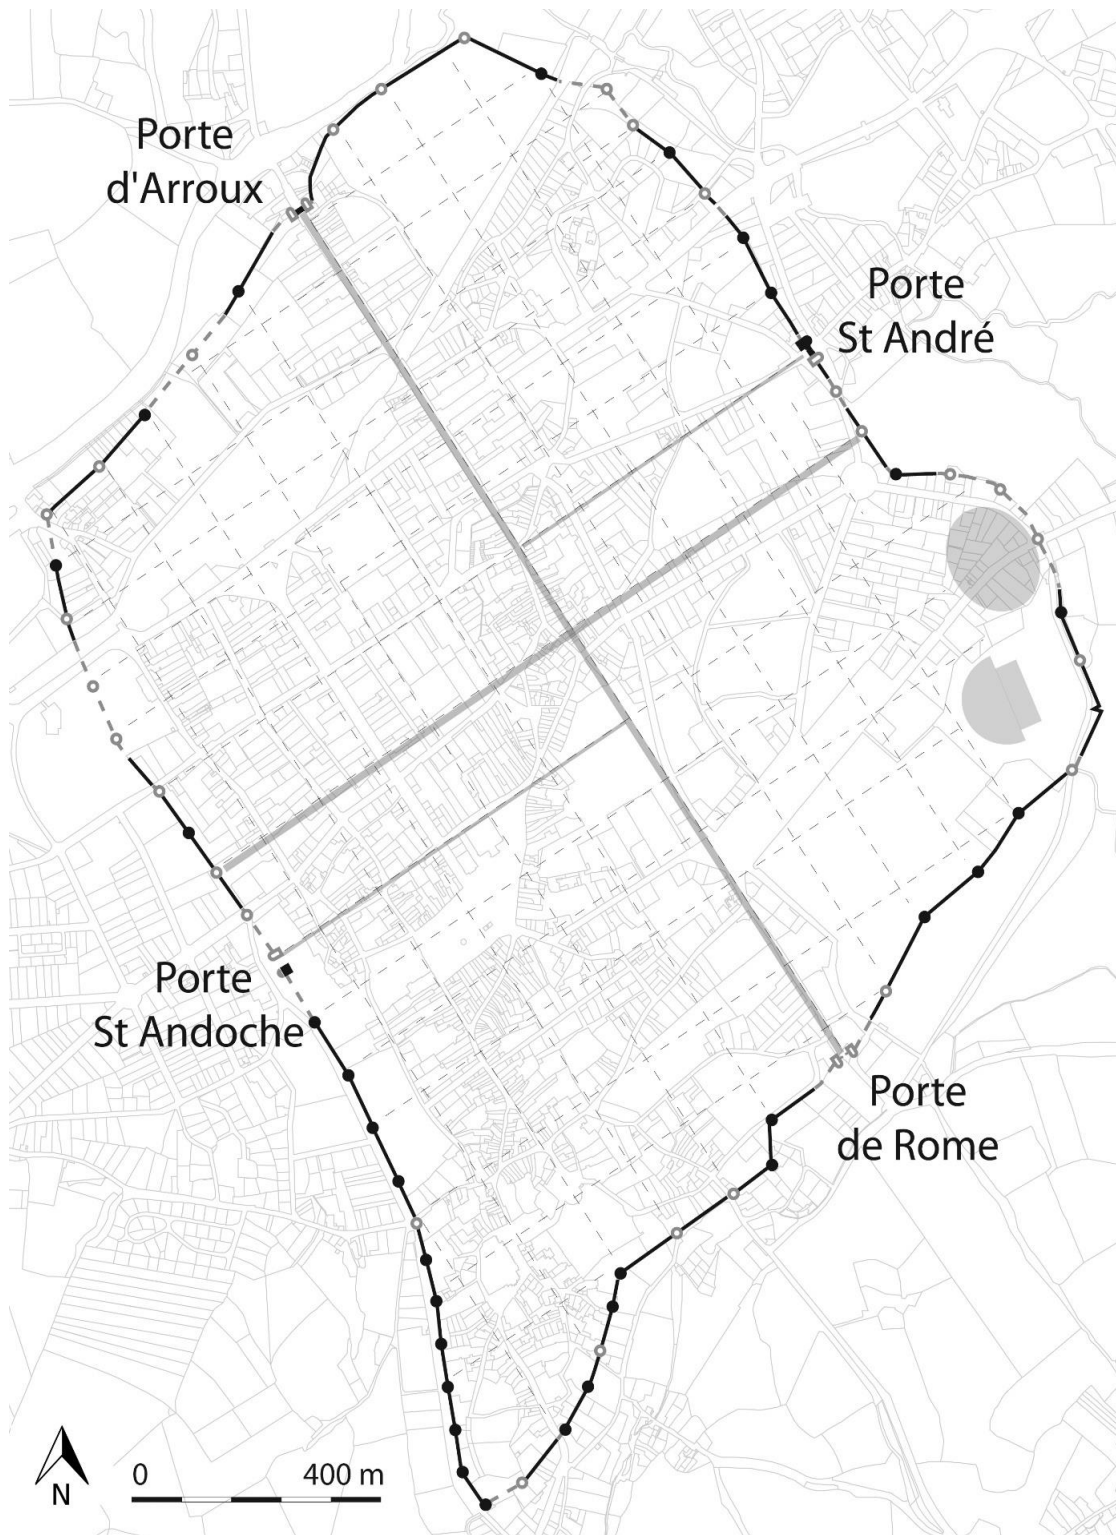 Porte
d'Arroux
Porte
St André
Porte
St Andoche
Porte
de Rome
N
0 400 m